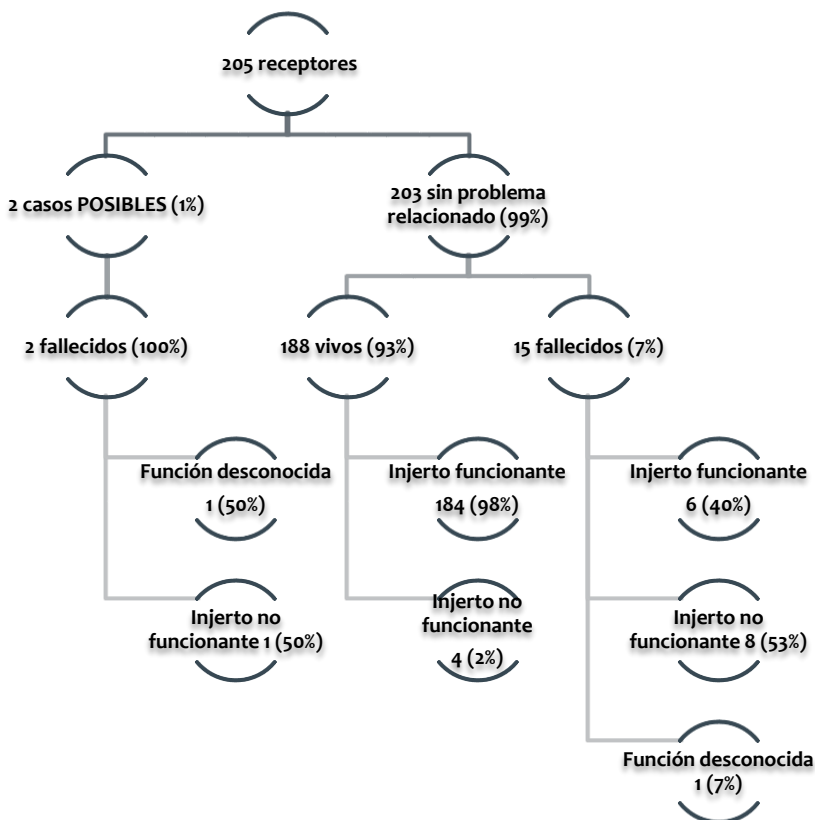 205 receptores
2 casos POSIBLES (1%)
203 sin problema
relacionado (99%)
2 fallecidos (100%)
188 vivos (93%)
15 fallecidos (7%)
Función desconocida
1 (50%)
Injerto no
funcionante 1 (50%)
Injerto funcionante
184 (98%)
Injerto no
funcionante
4 (2%)
Injerto funcionante
6 (40%)
Injerto no
funcionante 8 (53%)
Función desconocida
1 (7%)